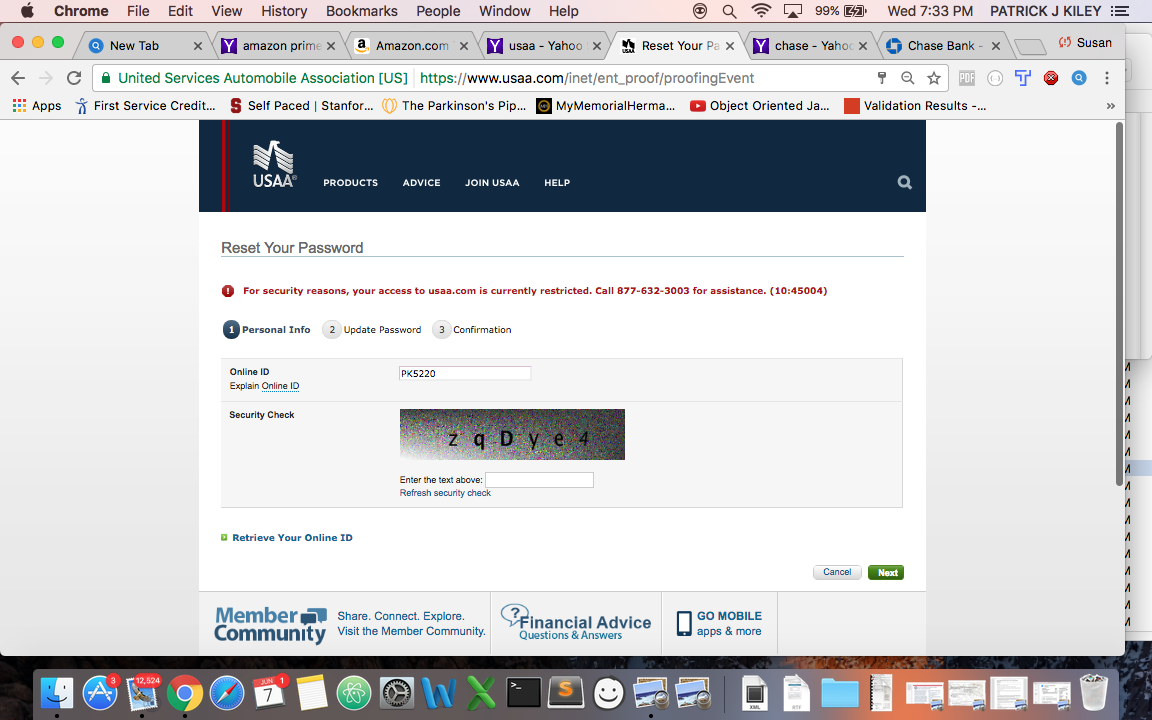 Chrome File Edit View History Bookmarks People Window Help 99% Wed 7:33 PM PATRICK J KILEY
New Tab amazon prime Amazon.com usaa - Yahoo Reset Your Pa chase - Yahoo Chase Bank - Susan
United Services Automobile Association [US] https://www.usaa.com/inet/ent_proof/proofingEvent PDF
Apps First Service Credit... Self Paced | Stanfor... The Parkinson's Pip... MyMemorialHerma... Object Oriented Ja... Validation Results -... »
USAA® PRODUCTS ADVICE JOIN USAA HELP
Reset Your Password
For security reasons, your access to usaa.com is currently restricted. Call 877-632-3003 for assistance. (10:45004)
1 Personal Info 2 Update Password 3 Confirmation
Online ID PK5220
Explain Online ID
Security Check
z q D y e 4
Enter the text above:
Refresh security check
Retrieve Your Online ID
Cancel Next
Member Community
Share. Connect. Explore.
Visit the Member Community.
Financial Advice
Questions & Answers
GO MOBILE
apps & more
3 12,524 JUN 7 1
XML RTF